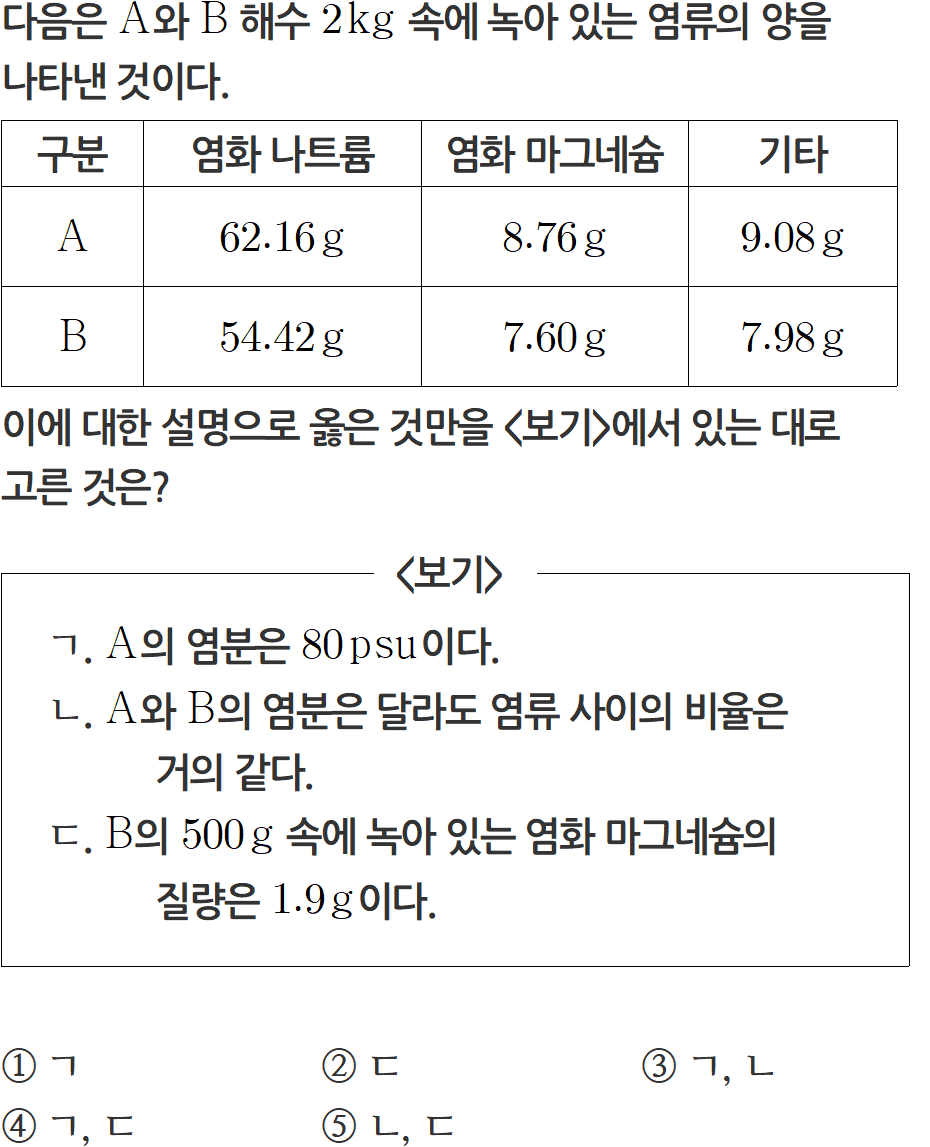 다음은 A와 B 해수 2kg 속에 녹아 있는 염류의 양을
나타낸 것이다.
구분 염화 나트륨 염화 마그네슘 기타
A 62.16g 8.76g 9.08g
B 54.42g 7.60g 7.98g
이에 대한 설명으로 옳은 것만을 <보기>에서 있는 대로
고른 것은?
<보기>
ㄱ. A의 염분은 80psu이다.
ㄴ. A와 B의 염분은 달라도 염류 사이의 비율은
거의 같다.
ㄷ. B의 500g 속에 녹아 있는 염화 마그네슘의
질량은 1.9g이다.
① ㄱ ② ㄷ ③ ㄱ, ㄴ
④ ㄱ, ㄷ ⑤ ㄴ, ㄷ